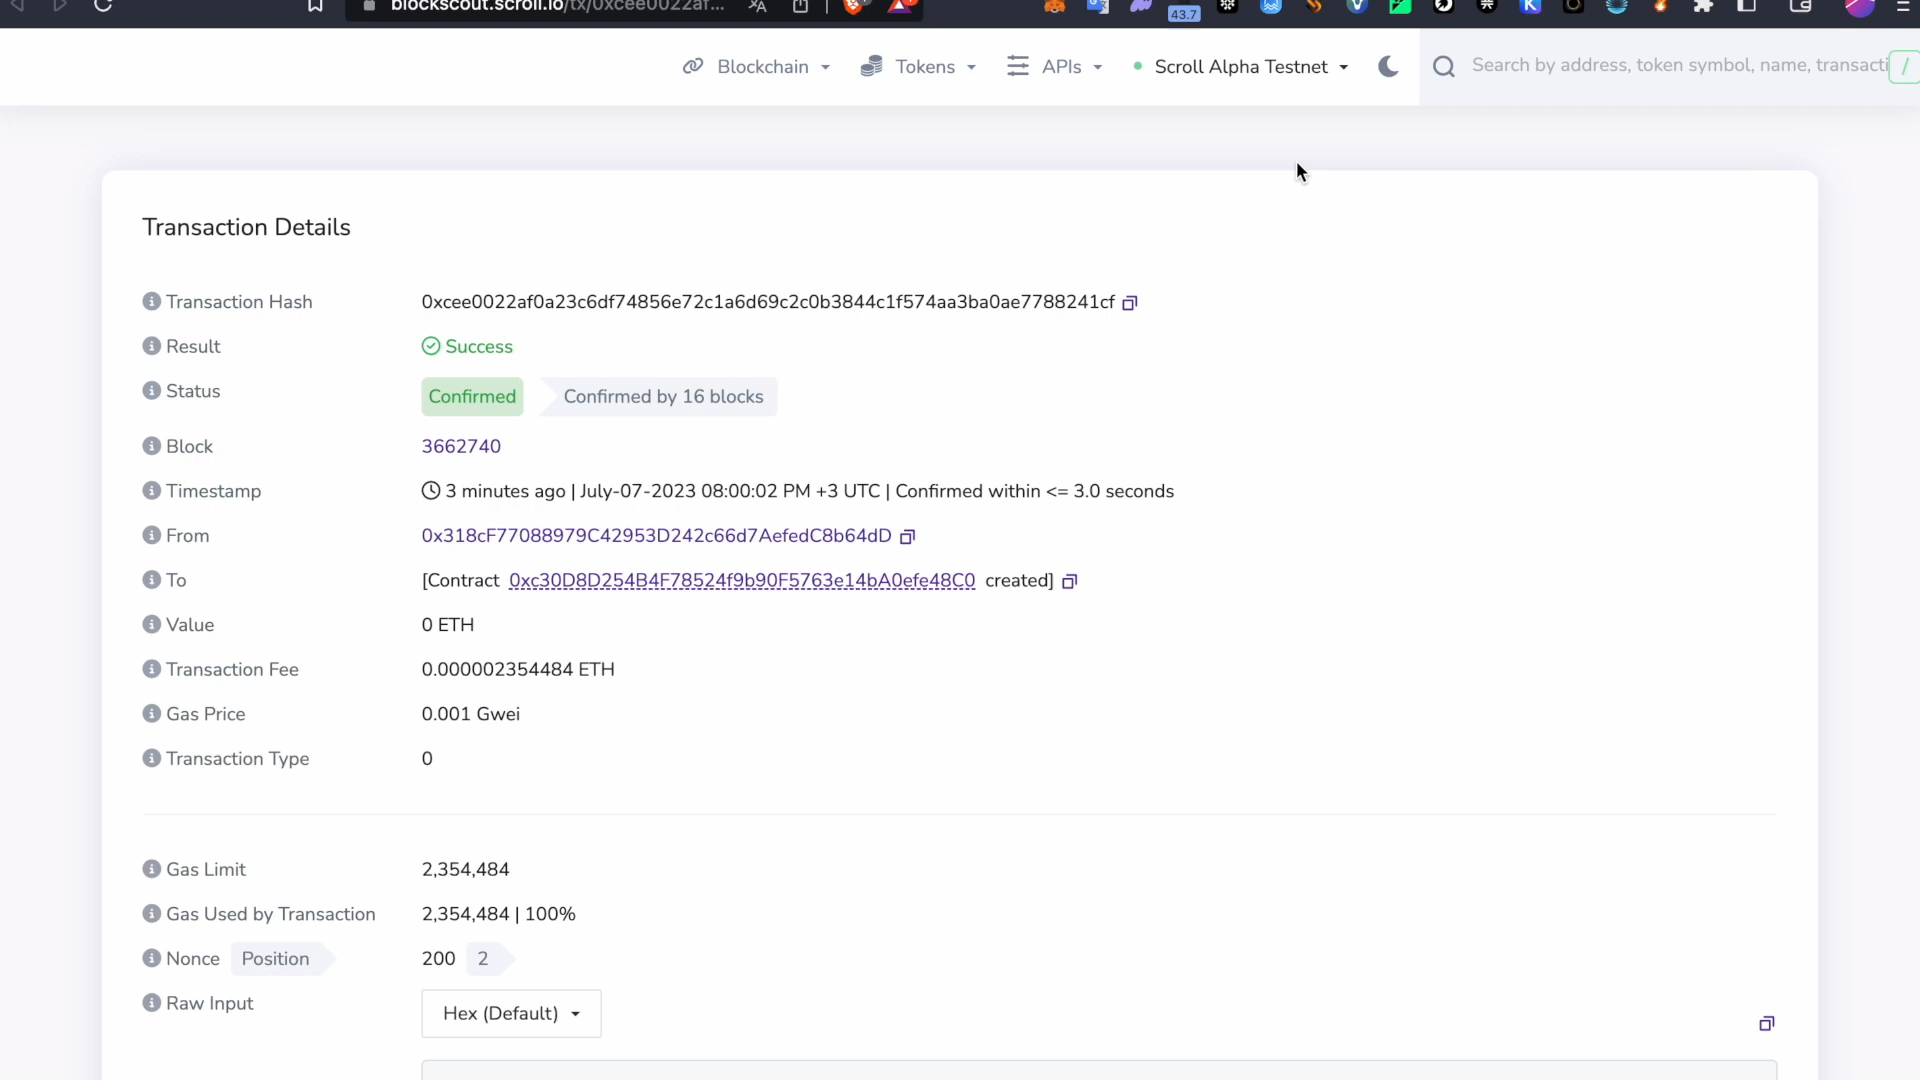 blockscout.scroll.io/tx/0xcee0022af...
43.7
Blockchain
Tokens
APIs
Scroll Alpha Testnet
Search by address, token symbol, name, transacti
/
Transaction Details
Transaction Hash 0xcee0022af0a23c6df74856e72c1a6d69c2c0b3844c1f574aa3ba0ae7788241cf
Result Success
Status Confirmed Confirmed by 16 blocks
Block 3662740
Timestamp 3 minutes ago | July-07-2023 08:00:02 PM +3 UTC | Confirmed within <= 3.0 seconds
From 0x318cF77088979C42953D242c66d7AefedC8b64dD
To [Contract 0xc30D8D254B4F78524f9b90F5763e14bA0efe48C0 created]
Value 0 ETH
Transaction Fee 0.000002354484 ETH
Gas Price 0.001 Gwei
Transaction Type 0
Gas Limit 2,354,484
Gas Used by Transaction 2,354,484 | 100%
Nonce Position 200 2
Raw Input Hex (Default)